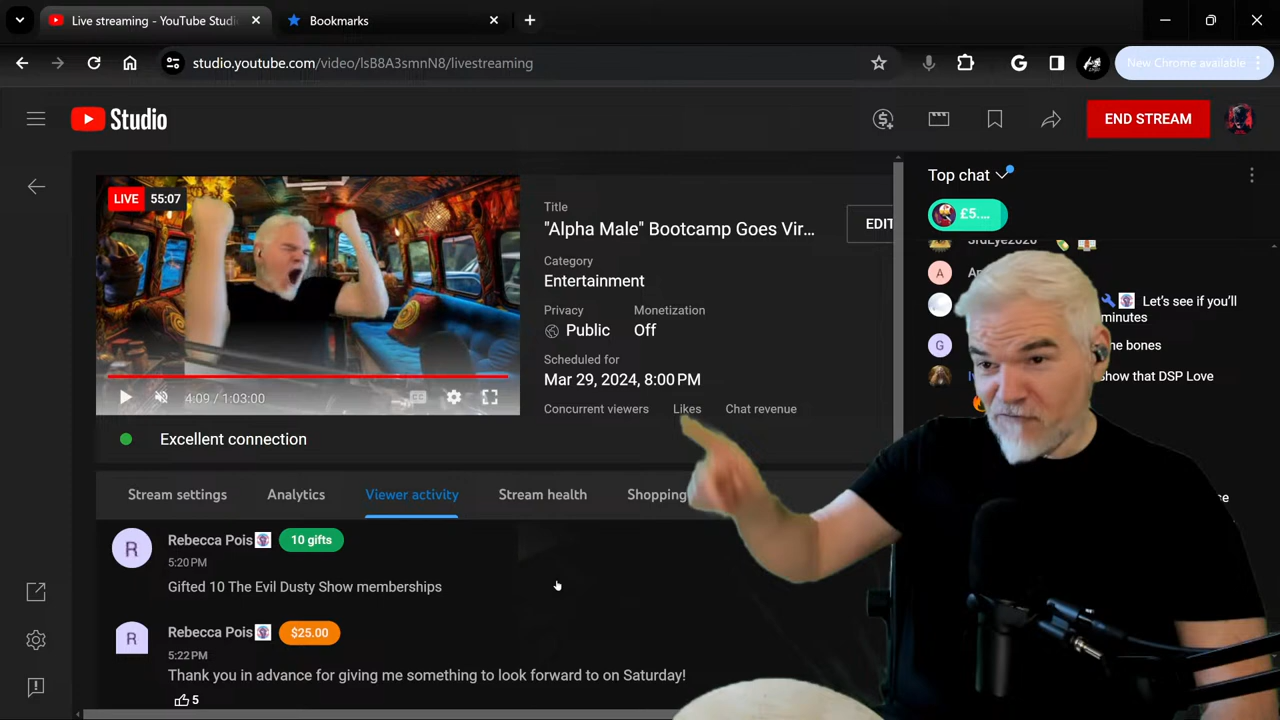 Live streaming - YouTube Studi
Bookmarks
studio.youtube.com/video/lsB8A3smnN8/livestreaming
New Chrome available
Studio
END STREAM
LIVE 55:07
4:09 / 1:03:00
Excellent connection
Title
"Alpha Male" Bootcamp Goes Vir...
EDIT
Category
Entertainment
Privacy
Monetization
Public
Off
Scheduled for
Mar 29, 2024, 8:00 PM
Concurrent viewers
Likes
Chat revenue
Top chat
£5....
3rdEye2020
A
Let's see if you'll
minutes
G
bones
show that DSP Love
Stream settings
Analytics
Viewer activity
Stream health
Shopping
R
Rebecca Pois
10 gifts
5:20 PM
Gifted 10 The Evil Dusty Show memberships
R
Rebecca Pois
$25.00
5:22 PM
Thank you in advance for giving me something to look forward to on Saturday!
5